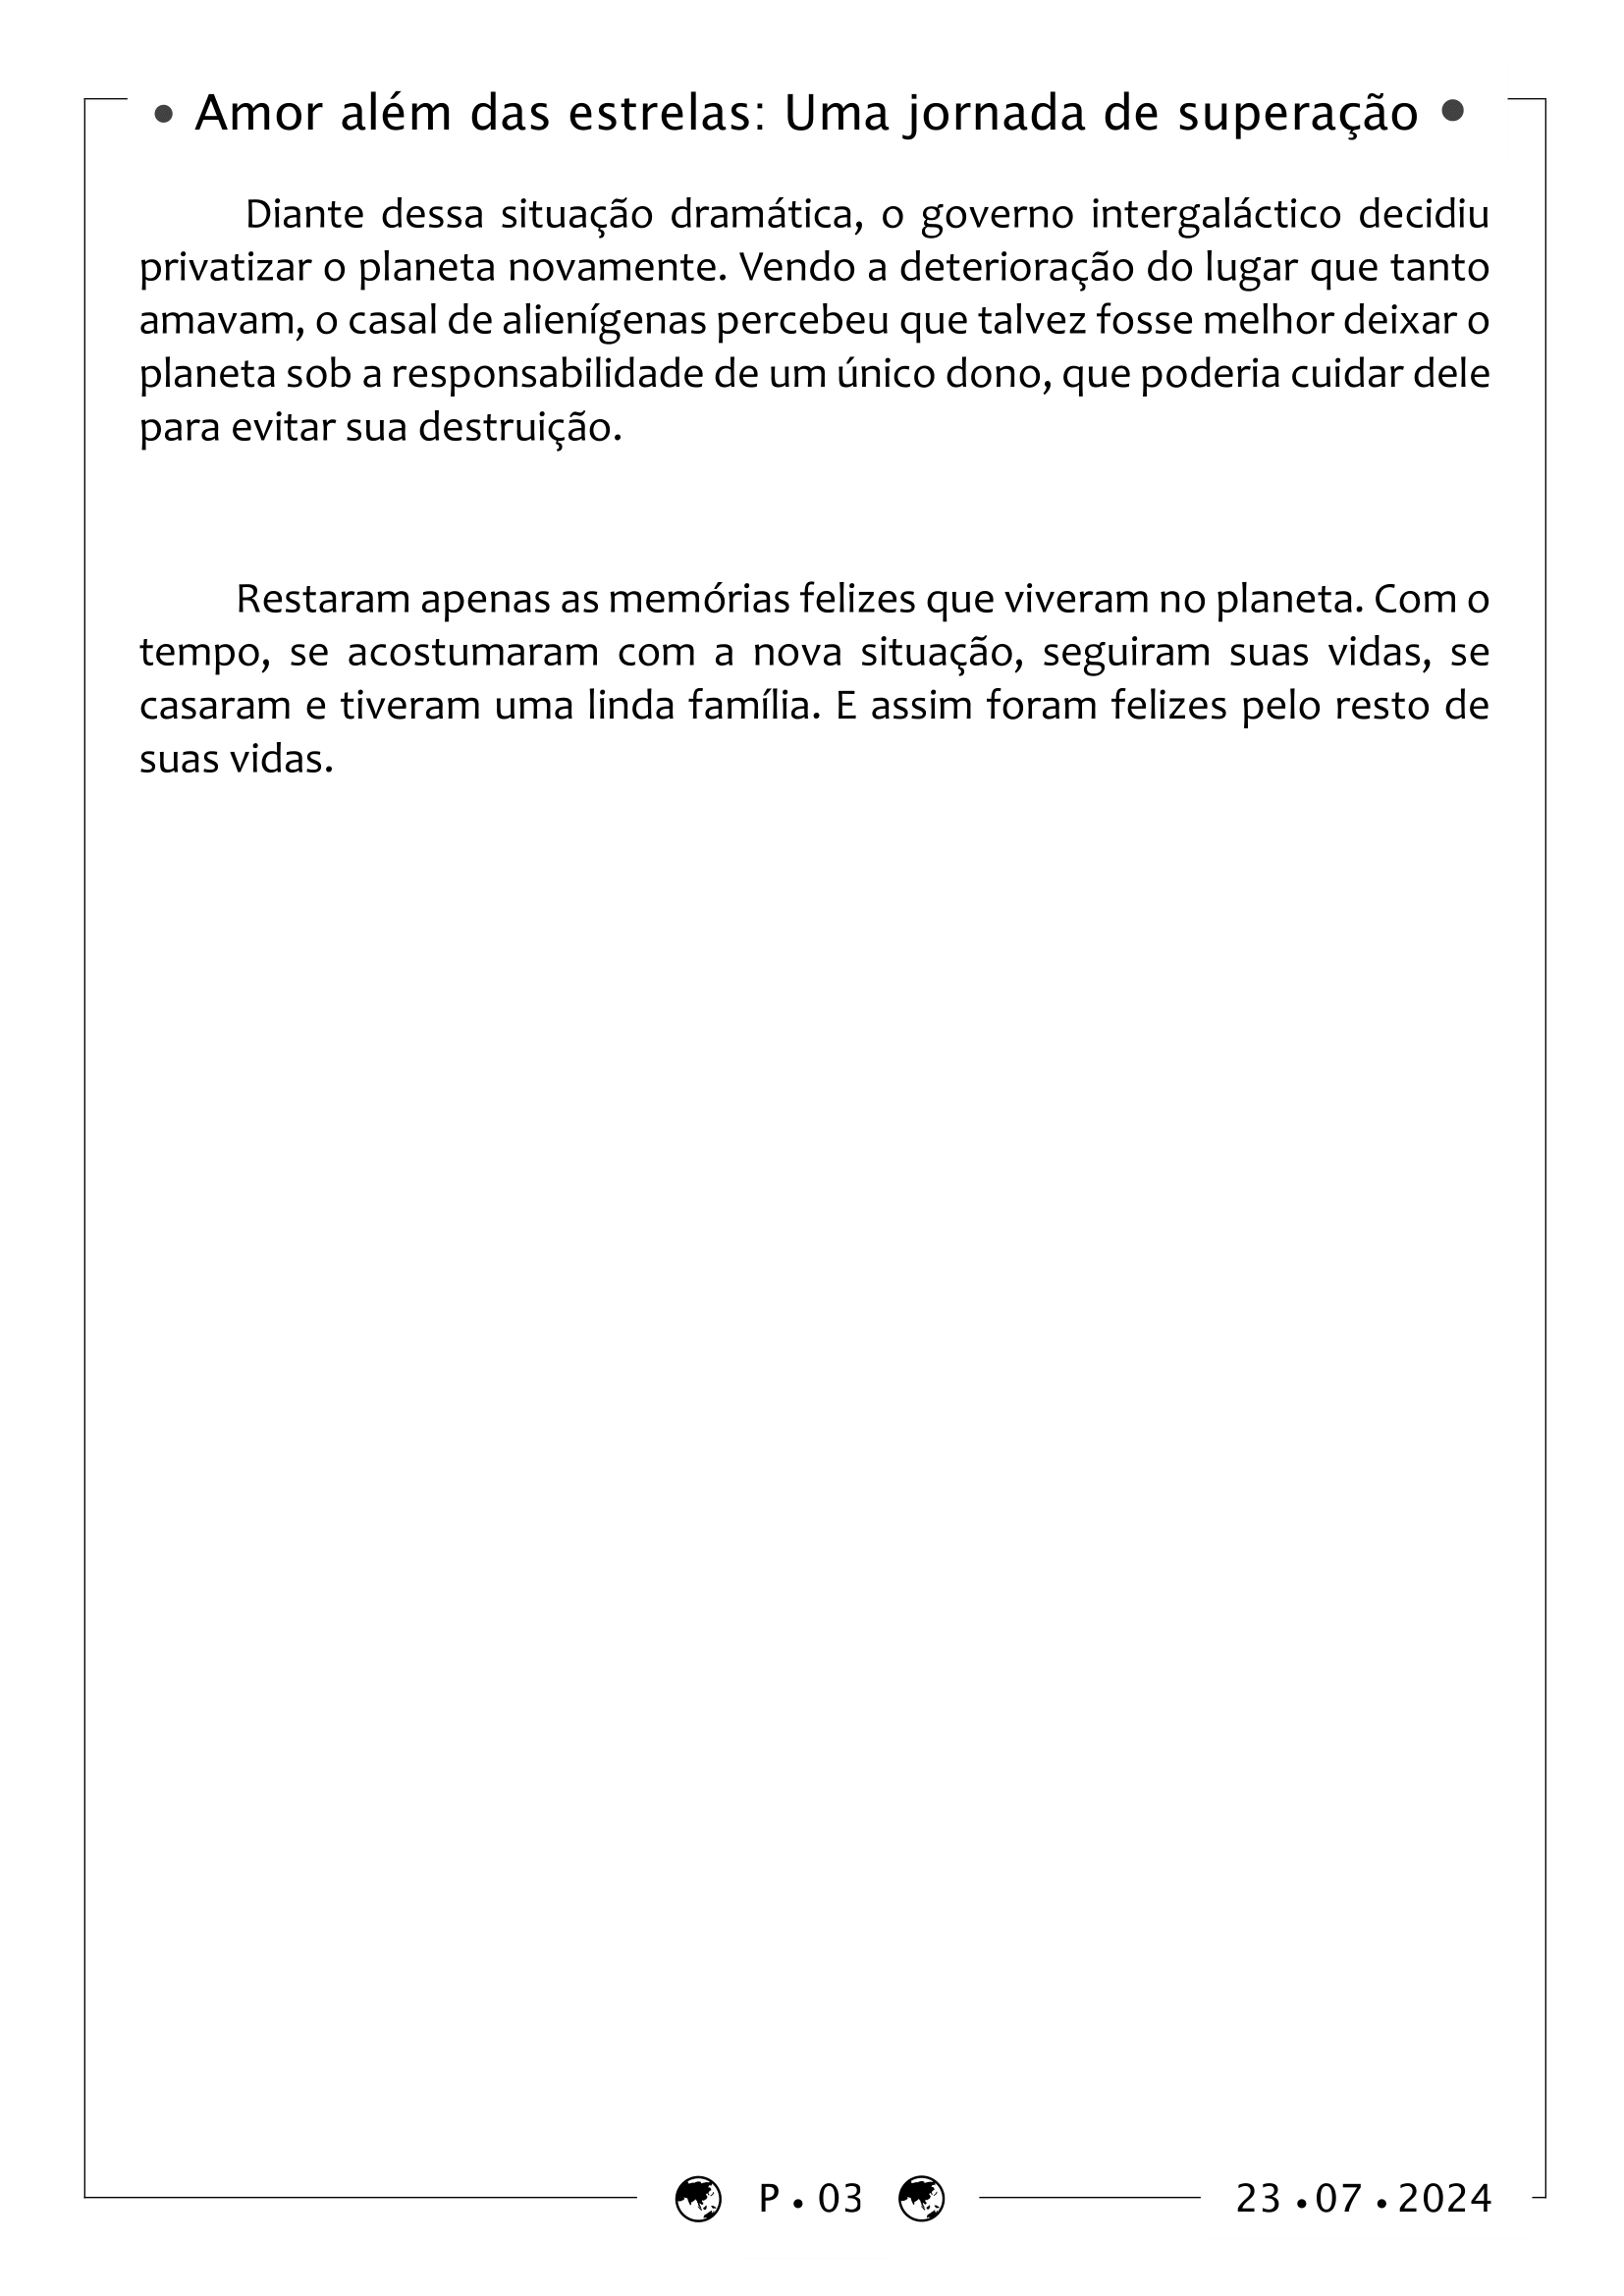 • Amor além das estrelas: Uma jornada de superação •
Diante dessa situação dramática, o governo intergaláctico decidiu
privatizar o planeta novamente. Vendo a deterioração do lugar que tanto
amavam, o casal de alienígenas percebeu que talvez fosse melhor deixar o
planeta sob a responsabilidade de um único dono, que poderia cuidar dele
para evitar sua destruição.
Restaram apenas as memórias felizes que viveram no planeta. Com o
tempo, se acostumaram com a nova situação, seguiram suas vidas, se
casaram e tiveram uma linda família. E assim foram felizes pelo resto de
suas vidas.
P • 03 23 •07 •2024